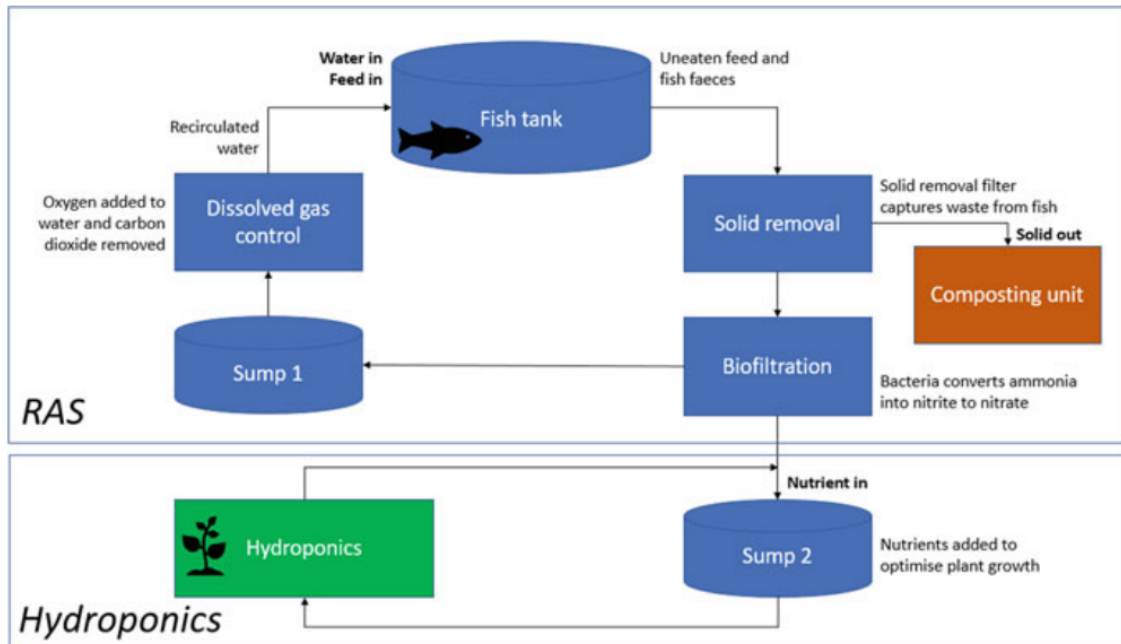 Water in
Feed in
Fish tank
Uneaten feed and
fish faeces
Recirculated
water
Oxygen added to
water and carbon
dioxide removed
Dissolved gas
control
Solid removal
Solid removal filter
captures waste from fish
Solid out
Composting unit
Sump 1
Biofiltration
Bacteria converts ammonia
into nitrite to nitrate
RAS
Nutrient in
Hydroponics
Sump 2
Nutrients added to
optimise plant growth
Hydroponics